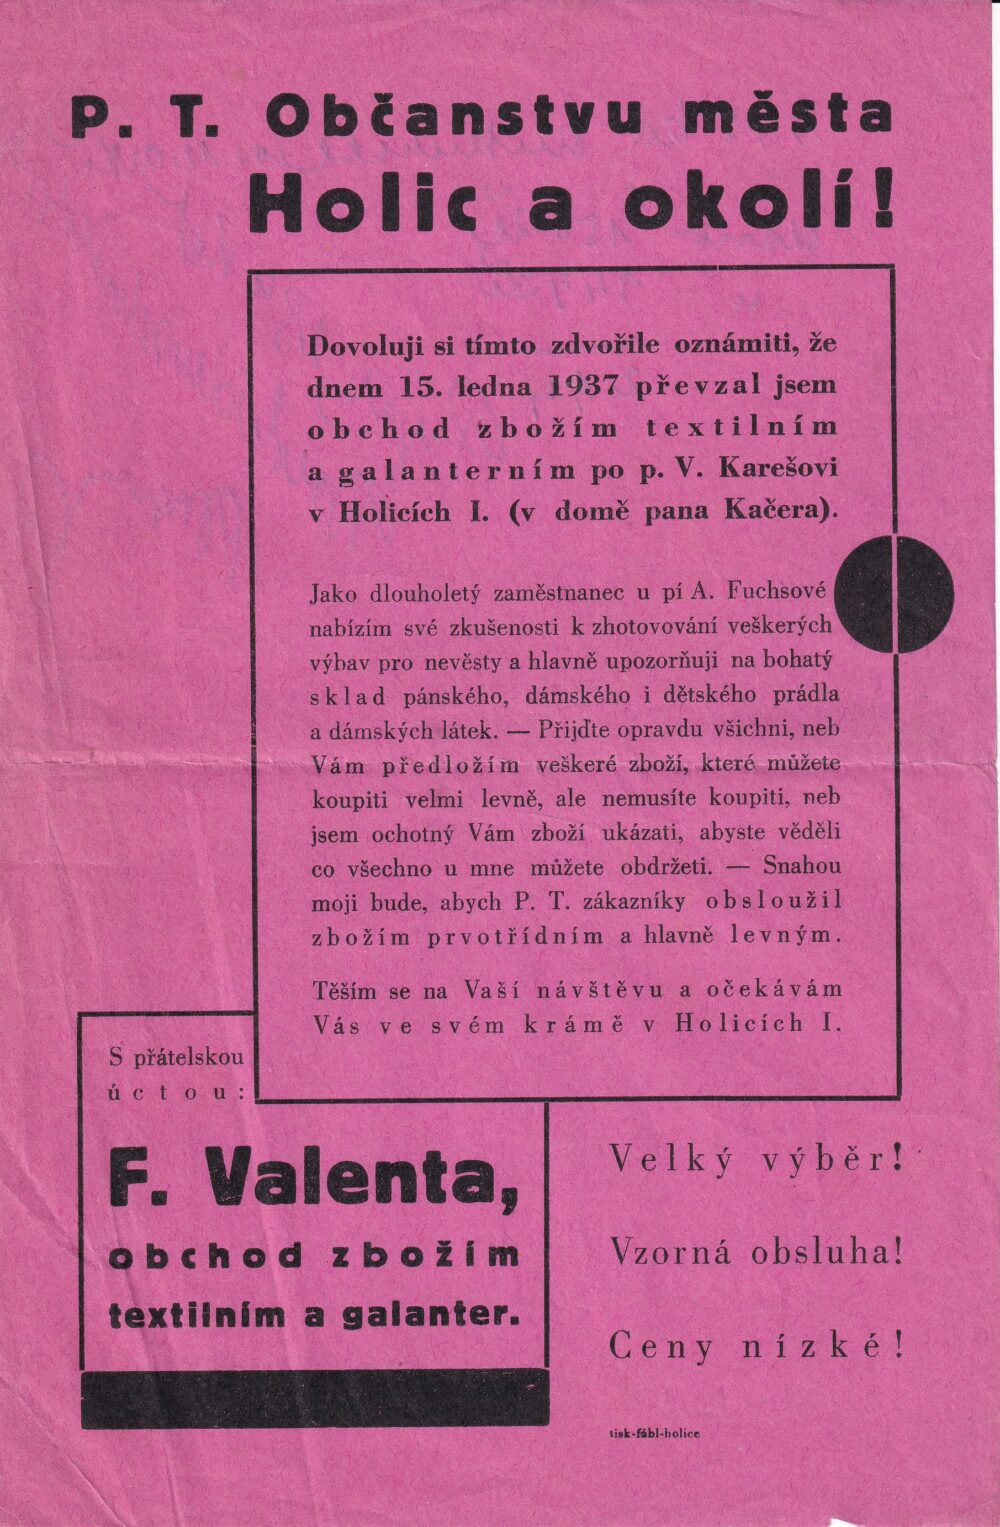 P. T. Občanstvu města
Holic a okolí!
Dovoluji si tímto zdvořile oznámiti, že
dnem 15. ledna 1937 převzal jsem
obchod zbožím textilním
a galanterním po p. V. Karešovi
v Holicích I. (v domě pana Kačera).
Jako dlouholetý zaměstnanec u pí A. Fuchsové
nabízím své zkušenosti k zhotovování veškerých
výbav pro nevěsty a hlavně upozorňuji na bohatý
sklad pánského, dámského i dětského prádla
a dámských látek. — Přijďte opravdu všichni, neb
Vám předložím veškeré zboží, které můžete
koupiti velmi levně, ale nemusíte koupiti, neb
jsem ochotný Vám zboží ukázati, abyste věděli
co všechno u mne můžete obdržeti. — Snahou
moji bude, abych P. T. zákazníky obsloužil
zbožím prvotřídním a hlavně levným.
Těším se na Vaší návštěvu a očekávám
Vás ve svém krámě v Holicích I.
S přátelskou
úctou:
F. Valenta,
obchod zbožím
textilním a galanter.
Velký výběr!
Vzorná obsluha!
Ceny nízké!
tisk-fábl-holice